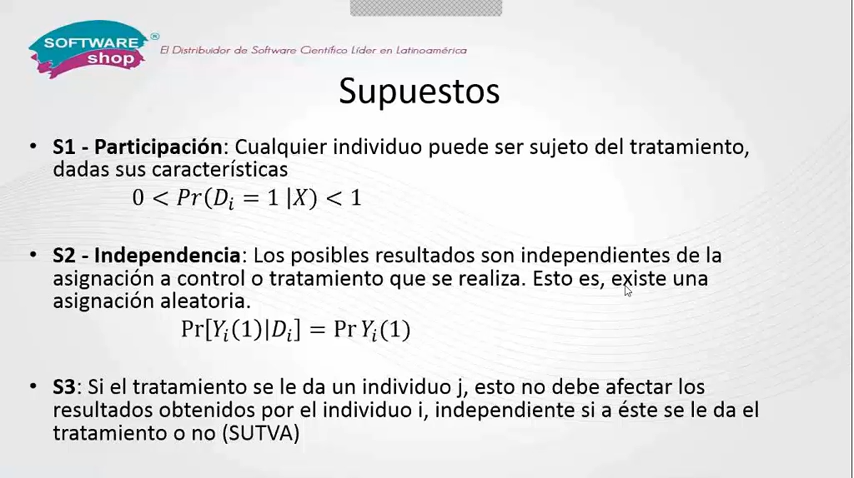 SOFTWARE
shop
®
El Distribuidor de Software Científico Líder en Latinoamérica
Supuestos
• S1 - Participación: Cualquier individuo puede ser sujeto del tratamiento,
dadas sus características
0 < Pr(Dᵢ = 1 |X) < 1
• S2 - Independencia: Los posibles resultados son independientes de la
asignación a control o tratamiento que se realiza. Esto es, existe una
asignación aleatoria.
Pr[Yᵢ(1)|Dᵢ] = Pr Yᵢ(1)
• S3: Si el tratamiento se le da un individuo j, esto no debe afectar los
resultados obtenidos por el individuo i, independiente si a éste se le da el
tratamiento o no (SUTVA)